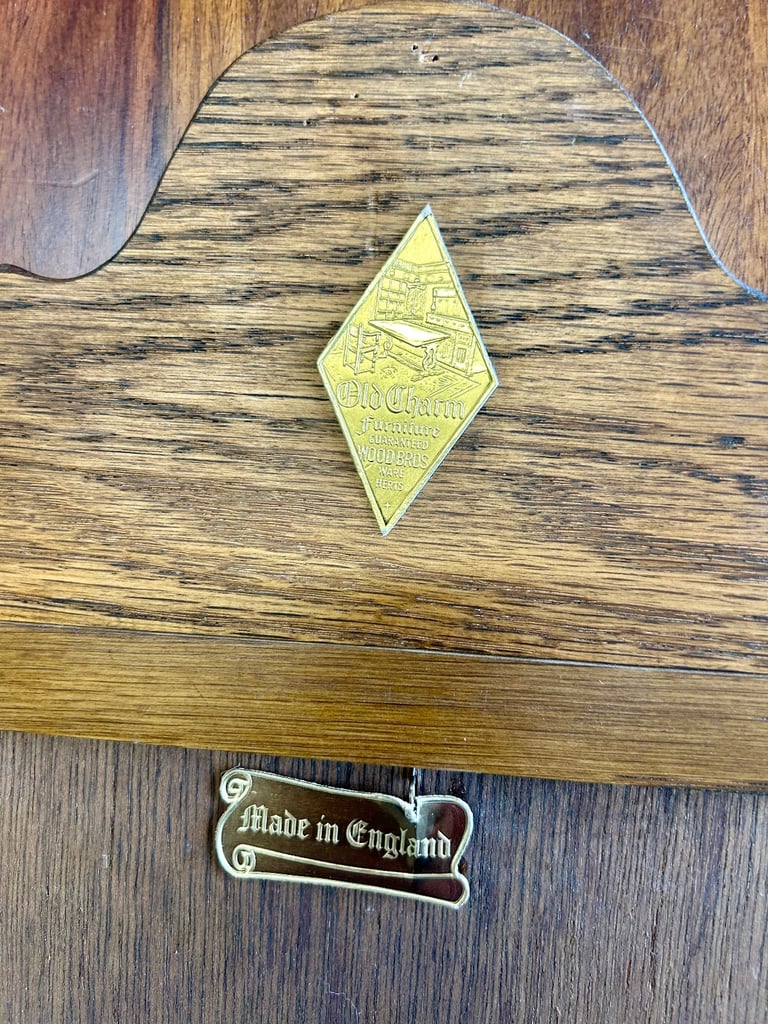 Old Charm
Furniture
GUARANTEED
WOOD BROS
WARE
HERTS
Made in England